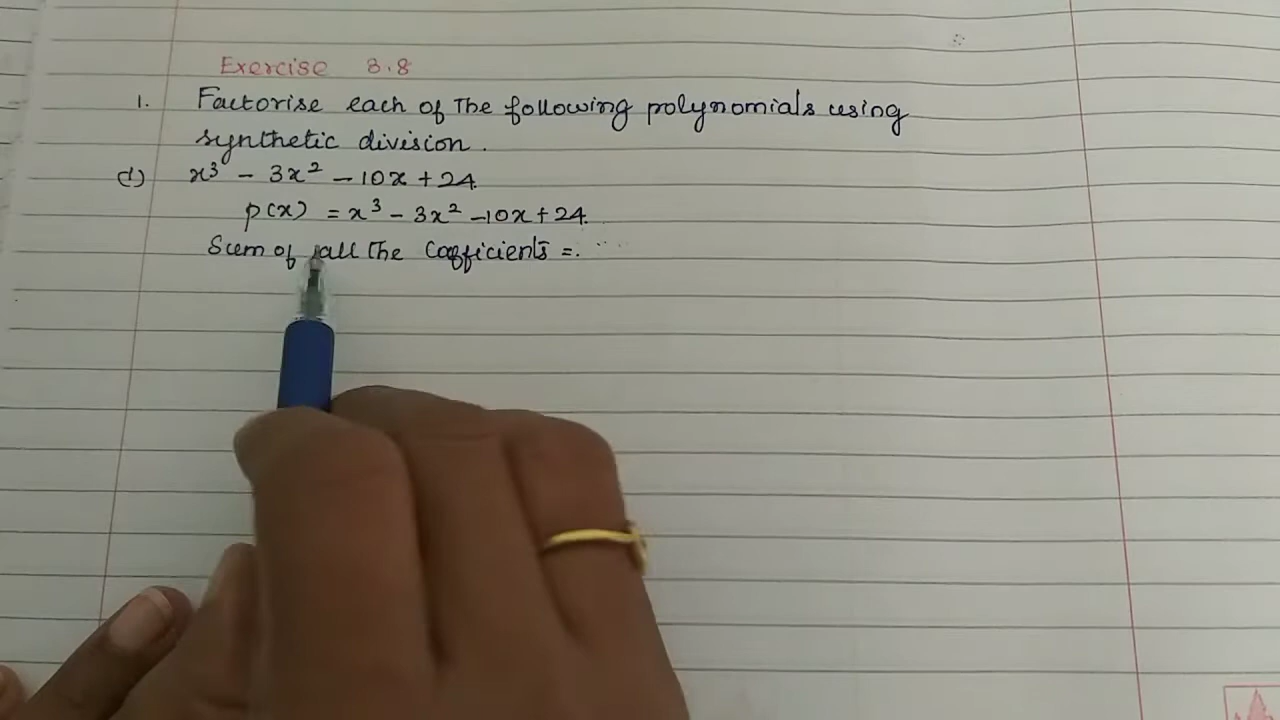 Exercise 3.8
1. Factorise each of The following polynomials using
synthetic division.
d) x³ - 3x² - 10x + 24.
p(x) = x³ - 3x² - 10x + 24.
Sum of all The Coefficients =.